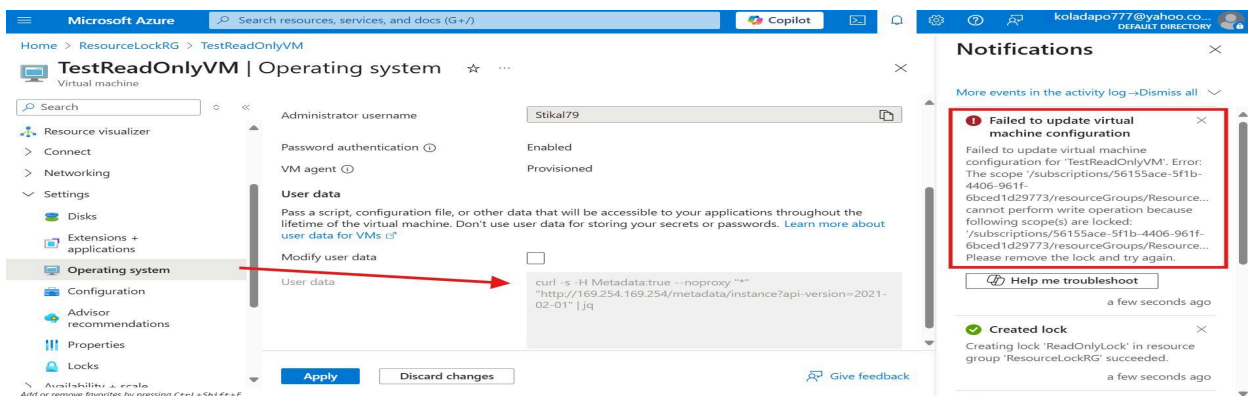 Microsoft Azure
Search resources, services, and docs (G+/)
Copilot
koladapo777@yahoo.co...
DEFAULT DIRECTORY
Home > ResourceLockRG > TestReadOnlyVM
TestReadOnlyVM | Operating system
Virtual machine
Search
Resource visualizer
Connect
Networking
Settings
Disks
Extensions +
applications
Operating system
Configuration
Advisor
recommendations
Properties
Locks
Availability + scale
Add or remove favorites by pressing Ctrl+Shift+F
Administrator username
Stikal79
Password authentication
Enabled
VM agent
Provisioned
User data
Pass a script, configuration file, or other data that will be accessible to your applications throughout the
lifetime of the virtual machine. Don't use user data for storing your secrets or passwords. Learn more about
user data for VMs
Modify user data
User data
curl -s -H Metadata:true --noproxy "*"
"http://169.254.169.254/metadata/instance?api-version=2021-
02-01" | jq
Apply
Discard changes
Give feedback
Notifications
More events in the activity log → Dismiss all
Failed to update virtual
machine configuration
Failed to update virtual machine
configuration for 'TestReadOnlyVM'. Error:
The scope '/subscriptions/56155ace-5f1b-
4406-961f-
6bced1d29773/resourceGroups/Resource...
cannot perform write operation because
following scope(s) are locked:
'/subscriptions/56155ace-5f1b-4406-961f-
6bced1d29773/resourceGroups/Resource...
Please remove the lock and try again.
Help me troubleshoot
a few seconds ago
Created lock
Creating lock 'ReadOnlyLock' in resource
group 'ResourceLockRG' succeeded.
a few seconds ago